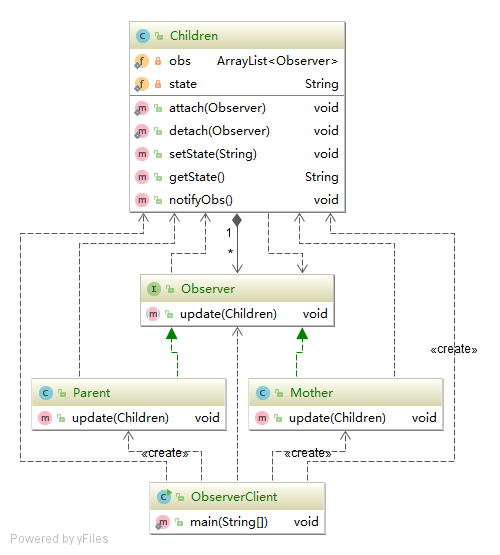 Children
obs ArrayList<Observer>
state String
attach(Observer) void
detach(Observer) void
setState(String) void
getState() String
notifyObs() void
1
*
I Observer
m update(Children) void
«create»
C Parent
m update(Children) void
C Mother
m update(Children) void
«create» «create»
C ObserverClient
m main(String[]) void
Powered by yFiles